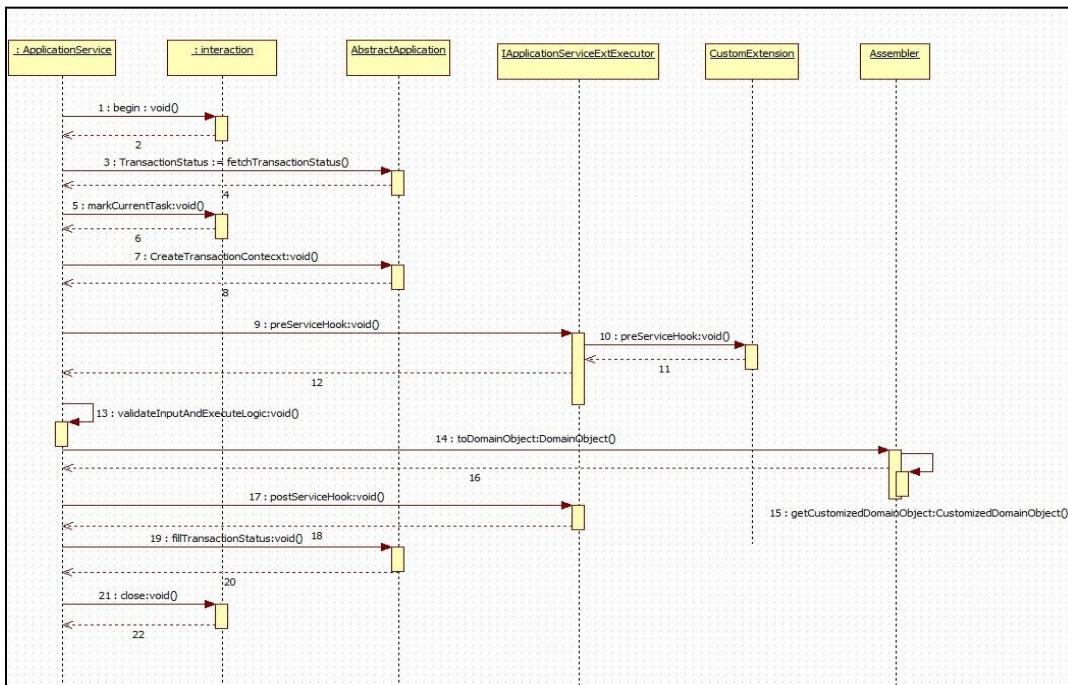 : ApplicationService
: interaction
AbstractApplication
IApplicationServiceExtExecutor
CustomExtension
Assembler
1 : begin : void()
2
3 : TransactionStatus := fetchTransactionStatus()
4
5 : markCurrentTask:void()
6
7 : CreateTransactionContecxt:void()
8
9 : preServiceHook:void()
10 : preServiceHook:void()
11
12
13 : validateInputAndExecuteLogic:void()
14 : toDomainObject:DomainObject()
16
17 : postServiceHook:void()
15 : getCustomizedDomainObject:CustomizedDomainObject()
18
19 : fillTransactionStatus:void()
20
21 : close:void()
22